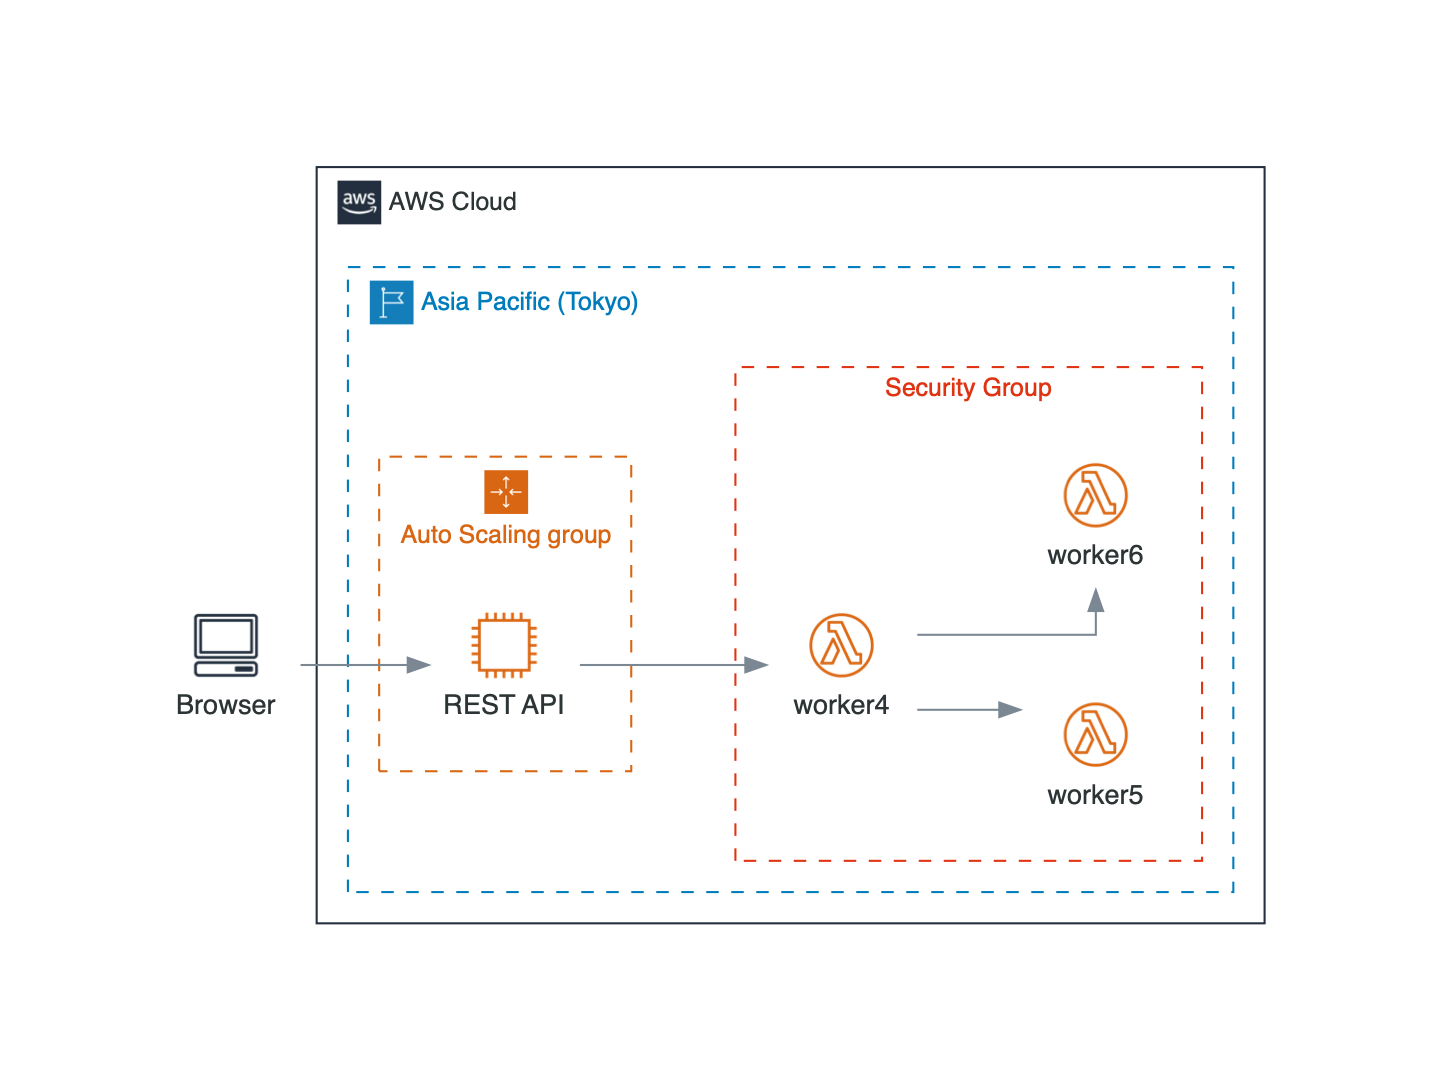 aws
AWS Cloud
Asia Pacific (Tokyo)
Security Group
Auto Scaling group
worker6
Browser
REST API
worker4
worker5